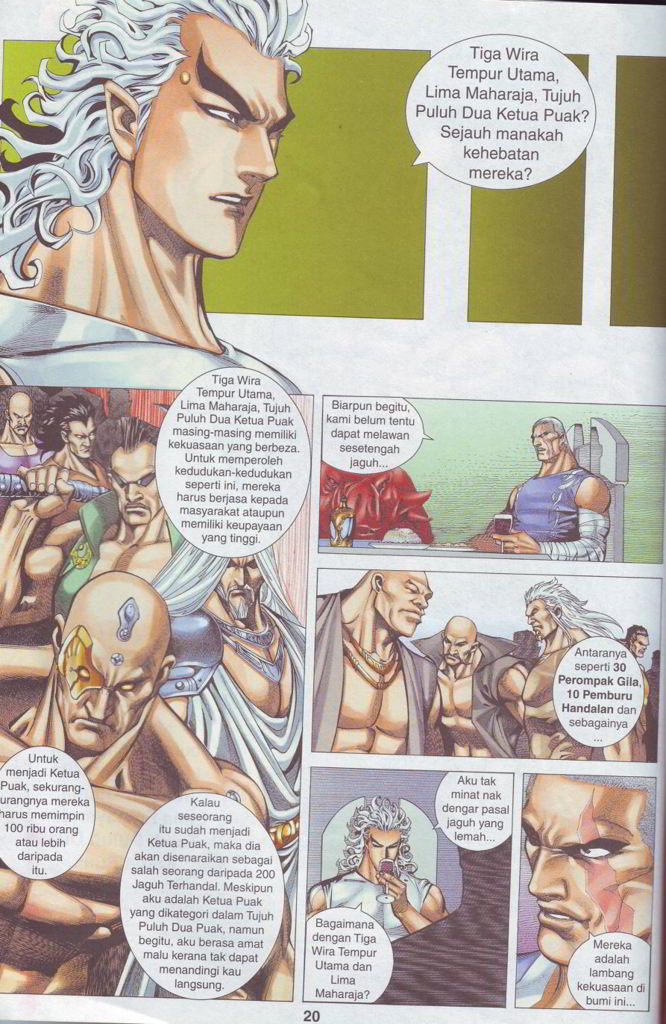 Tiga Wira
Tempur Utama,
Lima Maharaja, Tujuh
Puluh Dua Ketua Puak?
Sejauh manakah
kehebatan
mereka?
Tiga Wira
Tempur Utama,
Lima Maharaja, Tujuh
Puluh Dua Ketua Puak
masing-masing memiliki
kekuasaan yang berbeza.
Untuk memperoleh
kedudukan-kedudukan
seperti ini, mereka
harus berjasa kepada
masyarakat ataupun
memiliki keupayaan
yang tinggi.
Untuk
menjadi Ketua
Puak, sekurang-
kurangnya mereka
harus memimpin
100 ribu orang
atau lebih
daripada
itu.
Kalau
seseorang
itu sudah menjadi
Ketua Puak, maka dia
akan disenaraikan sebagai
salah seorang daripada 200
Jaguh Terhandal. Meskipun
aku adalah Ketua Puak
yang dikategori dalam Tujuh
Puluh Dua Puak, namun
begitu, aku berasa amat
malu kerana tak dapat
menandingi kau
langsung.
Biarpun begitu,
kami belum tentu
dapat melawan
sesetengah
jaguh...
Antaranya
seperti 30
Perompak Gila,
10 Pemburu
Handalan dan
sebagainya
...
Aku tak
minat nak
dengar pasal
jaguh yang
lemah...
Bagaimana
dengan Tiga
Wira Tempur
Utama dan
Lima
Maharaja?
Mereka
adalah
lambang
kekuasaan di
bumi ini...
20